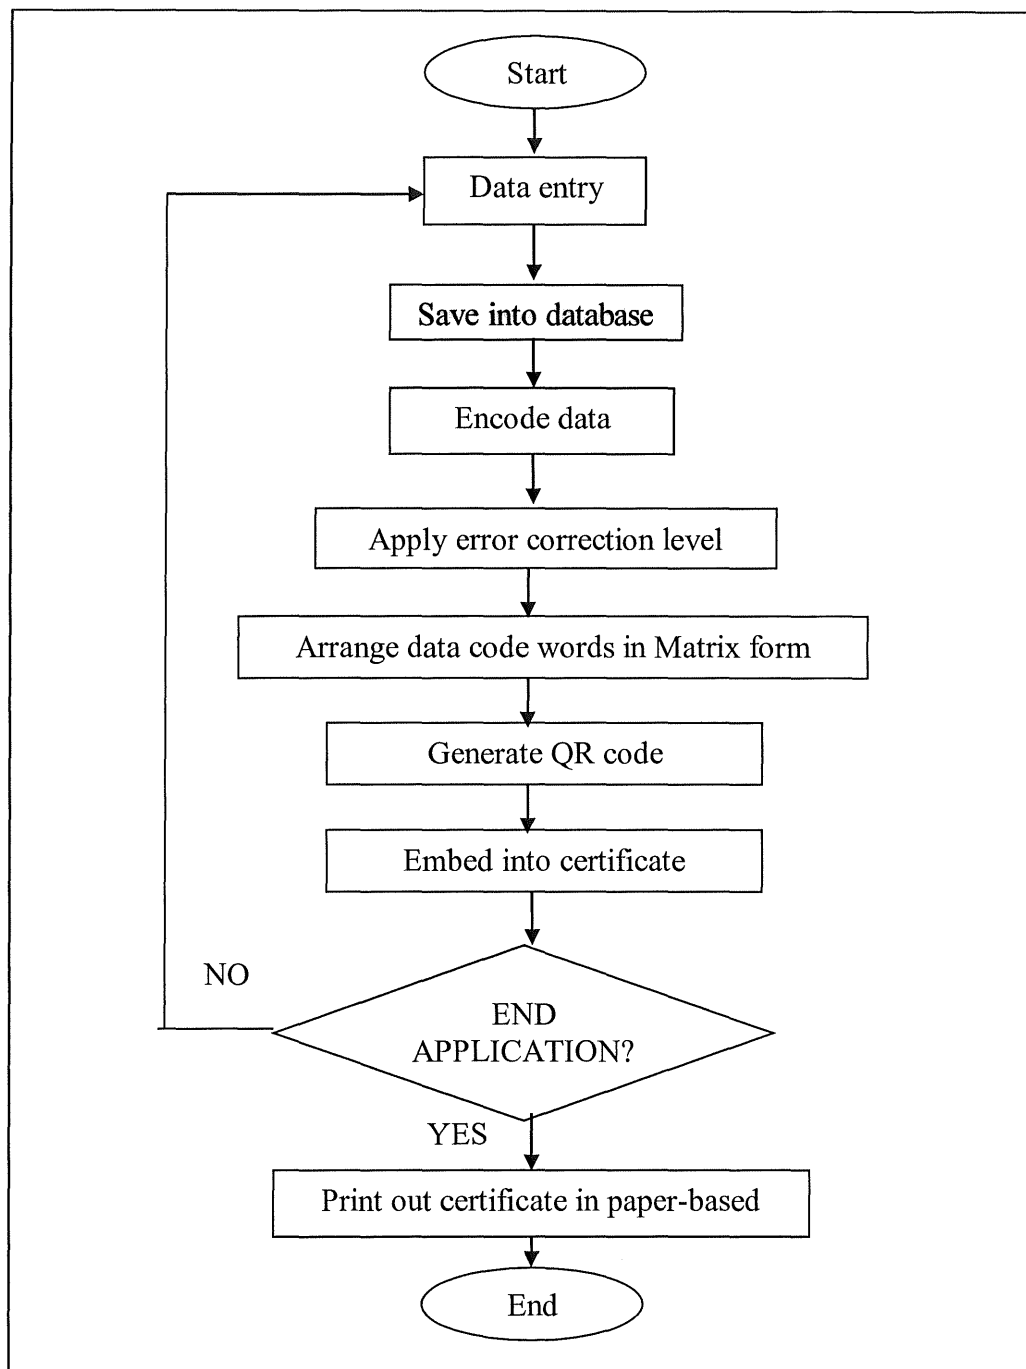 Start
Data entry
Save into database
Encode data
Apply error correction level
Arrange data code words in Matrix form
Generate QR code
Embed into certificate
NO
END
APPLICATION?
YES
Print out certificate in paper-based
End